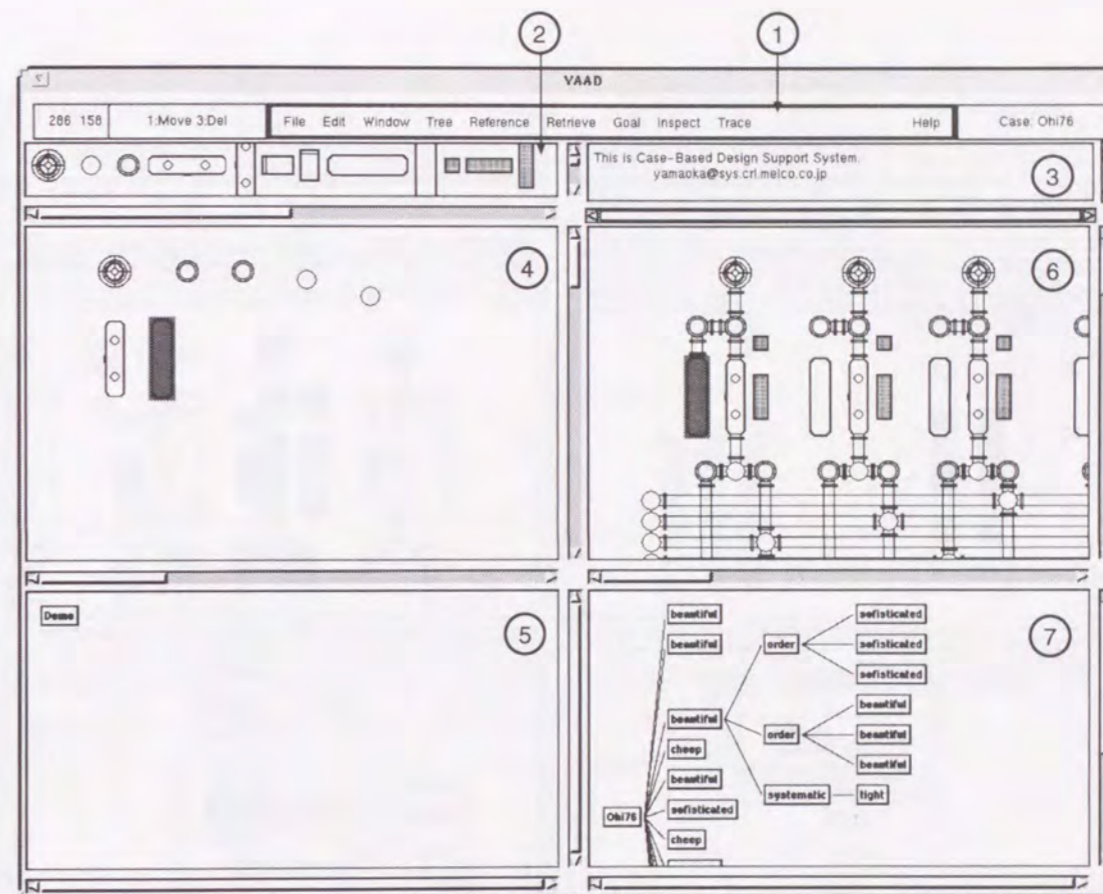 2 1
VAAD
286 158 1:Move 3:Del File Edit Window Tree Reference Retrieve Goal Inspect Trace Help Case: Ohi76
This is Case-Based Design Support System.
yamaoka@sys.crl.melco.co.jp
3
4
6
Demo
5
7
beautiful
sofisticated
beautiful
order
sofisticated
sofisticated
beautiful
beautiful
order
beautiful
cheep
beautiful
beautiful
systematic
tight
Ohi76
sofisticated
cheep